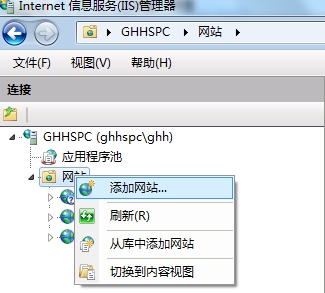 Internet 信息服务(IIS)管理器
GHHSPC
网站
文件(F)
视图(V)
帮助(H)
连接
GHHSPC (ghhspc\ghh)
应用程序池
网站
添加网站...
刷新(R)
从库中添加网站
切换到内容视图